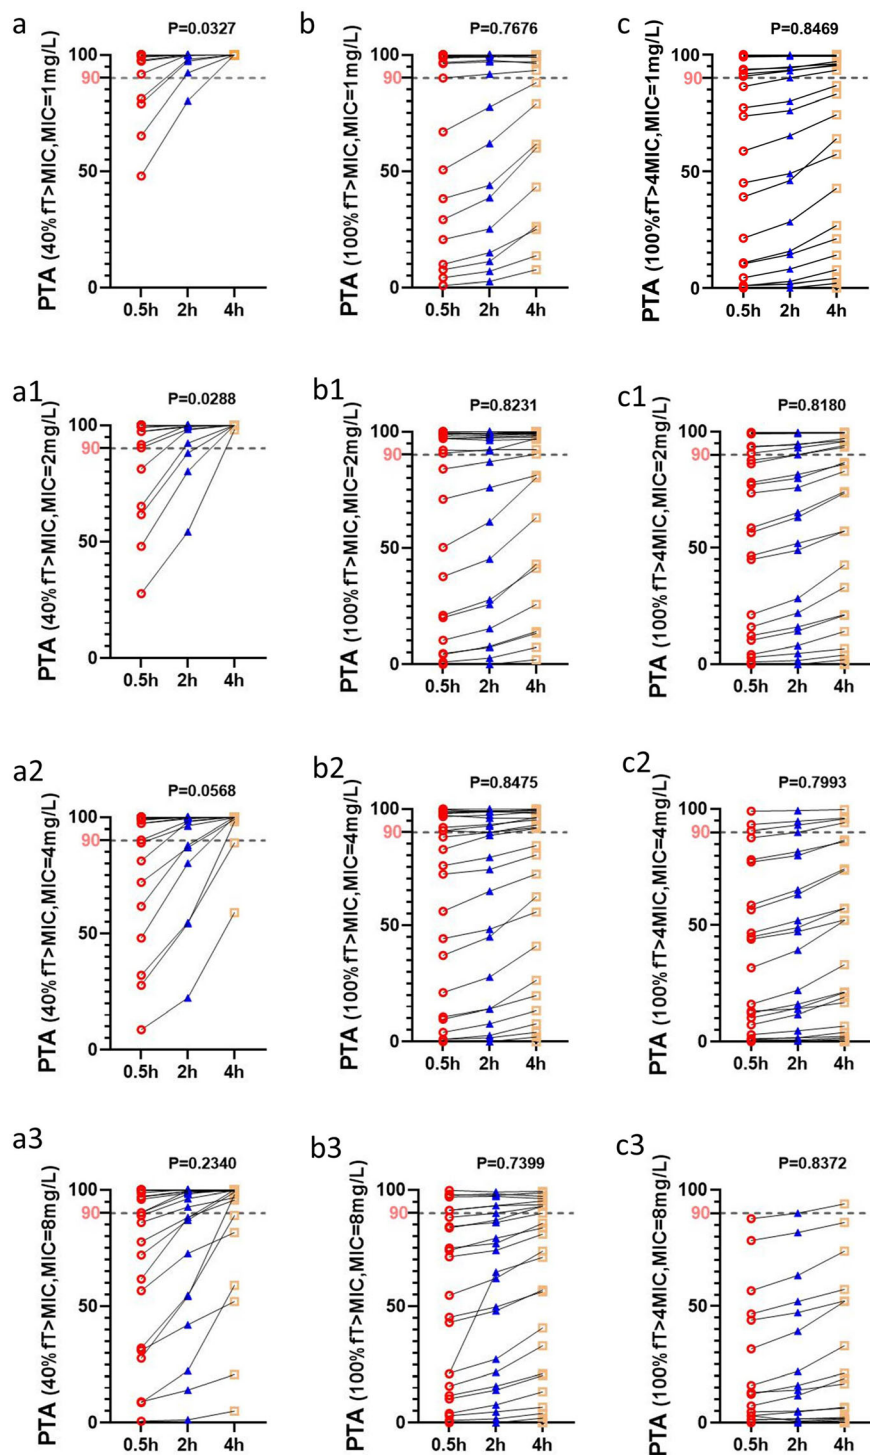 a
P=0.0327
PTA (40%fT>MIC,MIC=1mg/L)
100
90
50
0
0.5h 2h 4h
b
P=0.7676
PTA (100%fT>MIC,MIC=1mg/L)
100
90
50
0
0.5h 2h 4h
c
P=0.8469
PTA (100%fT>4MIC,MIC=1mg/L)
100
90
50
0
0.5h 2h 4h
a1
P=0.0288
PTA (40%fT>MIC,MIC=2mg/L)
100
90
50
0
0.5h 2h 4h
b1
P=0.8231
PTA (100%fT>MIC,MIC=2mg/L)
100
90
50
0
0.5h 2h 4h
c1
P=0.8180
PTA (100%fT>4MIC,MIC=2mg/L)
100
90
50
0
0.5h 2h 4h
a2
P=0.0568
PTA (40%fT>MIC,MIC=4mg/L)
100
90
50
0
0.5h 2h 4h
b2
P=0.8475
PTA (100%fT>MIC,MIC=4mg/L)
100
90
50
0
0.5h 2h 4h
c2
P=0.7993
PTA (100%fT>4MIC,MIC=4mg/L)
100
90
50
0
0.5h 2h 4h
a3
P=0.2340
PTA (40%fT>MIC,MIC=8mg/L)
100
90
50
0
0.5h 2h 4h
b3
P=0.7399
PTA (100%fT>MIC,MIC=8mg/L)
100
90
50
0
0.5h 2h 4h
c3
P=0.8372
PTA (100%fT>4MIC,MIC=8mg/L)
100
90
50
0
0.5h 2h 4h